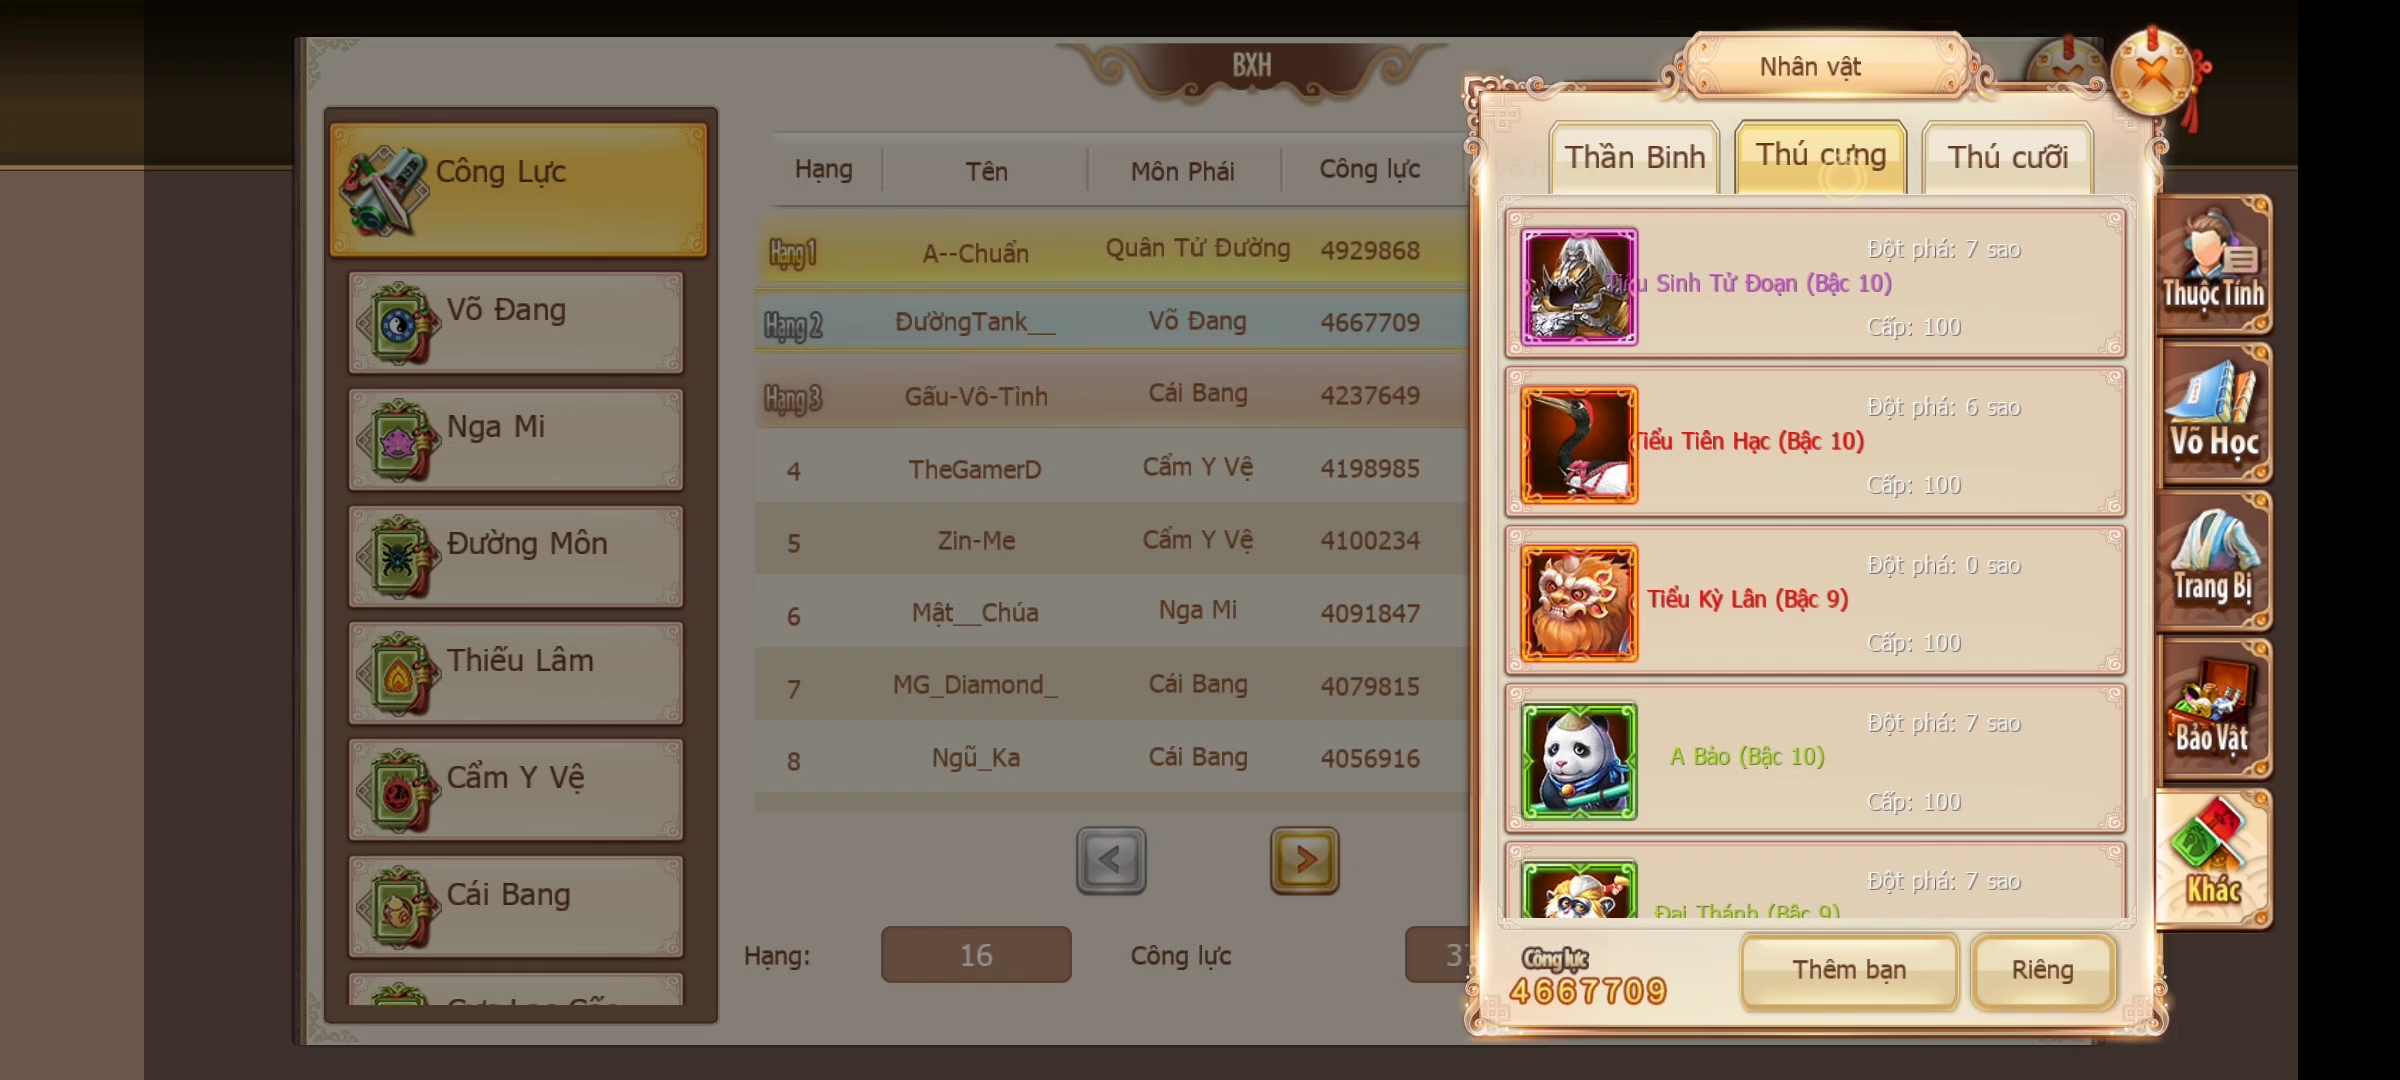 BXH
Nhân vật
Công Lực
Võ Đang
Nga Mi
Đường Môn
Thiếu Lâm
Cẩm Y Vệ
Cái Bang
Hạng Tên Môn Phái Công lực
Hạng 1 A--Chuẩn Quân Tử Đường 4929868
Hạng 2 ĐườngTank__ Võ Đang 4667709
Hạng 3 Gấu-Vô-Tình Cái Bang 4237649
4 TheGamerD Cẩm Y Vệ 4198985
5 Zin-Me Cẩm Y Vệ 4100234
6 Mật__Chúa Nga Mi 4091847
7 MG_Diamond_ Cái Bang 4079815
8 Ngũ_Ka Cái Bang 4056916
< >
Hạng: 16 Công lực
Thần Binh Thú cưng Thú cưỡi
Đột phá: 7 sao
Tiểu Sinh Tử Đoạn (Bậc 10)
Cấp: 100
Đột phá: 6 sao
Tiểu Tiên Hạc (Bậc 10)
Cấp: 100
Đột phá: 0 sao
Tiểu Kỳ Lân (Bậc 9)
Cấp: 100
Đột phá: 7 sao
A Bảo (Bậc 10)
Cấp: 100
Đột phá: 7 sao
Đại Thánh (Bậc 9)
Công lực
4667709
Thêm bạn
Riêng
Thuộc Tính
Võ Học
Trang Bị
Bảo Vật
Khác